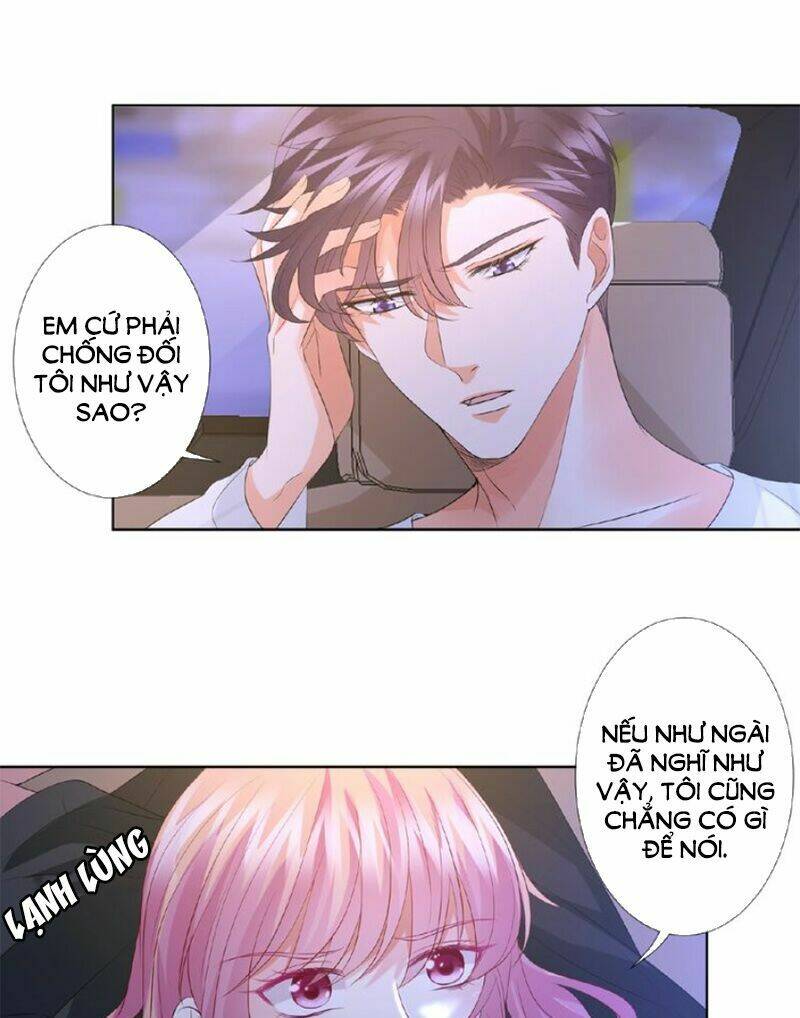 EM CỨ PHẢI
CHỐNG ĐỐI
TÔI NHƯ VẬY
SAO?
NẾU NHƯ NGÀI
ĐÃ NGHĨ NHƯ
VẬY, TÔI CŨNG
CHẲNG CÓ GÌ
ĐỂ NÓI.
LẠNH LÙNG